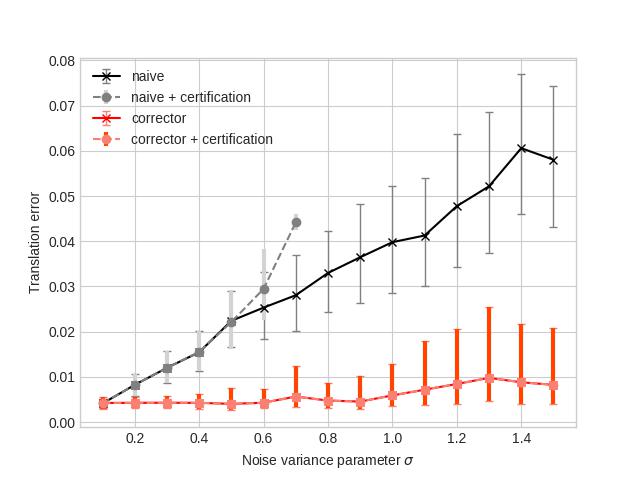 0.08
0.07
0.06
0.05
0.04
0.03
0.02
0.01
0.00
Translation error
naive
naive + certification
corrector
corrector + certification
0.2 0.4 0.6 0.8 1.0 1.2 1.4
Noise variance parameter σ